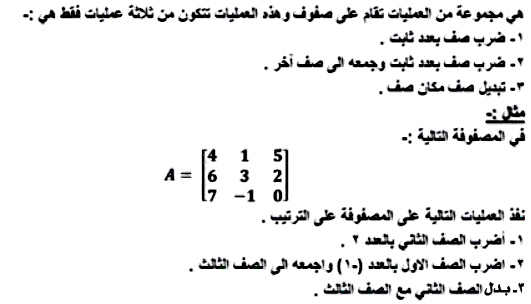 هي مجموعة من العمليات تقام على صفوف وهذه العمليات تتكون من ثلاثة عمليات فقط هي :-
١- ضرب صف بعدد ثابت .
٢- ضرب صف بعدد ثابت وجمعه الى صف آخر .
٣- تبديل صف مكان صف .
مثال :-
في المصفوفة التالية :-
A = [4 1 5
6 3 2
7 −1 0]
نفذ العمليات التالية على المصفوفة على الترتيب .
١- أضرب الصف الثاني بالعدد ٢ .
٢- اضرب الصف الاول بالعدد (-١) واجمعه الى الصف الثالث .
٣- بدل الصف الثاني مع الصف الثالث .